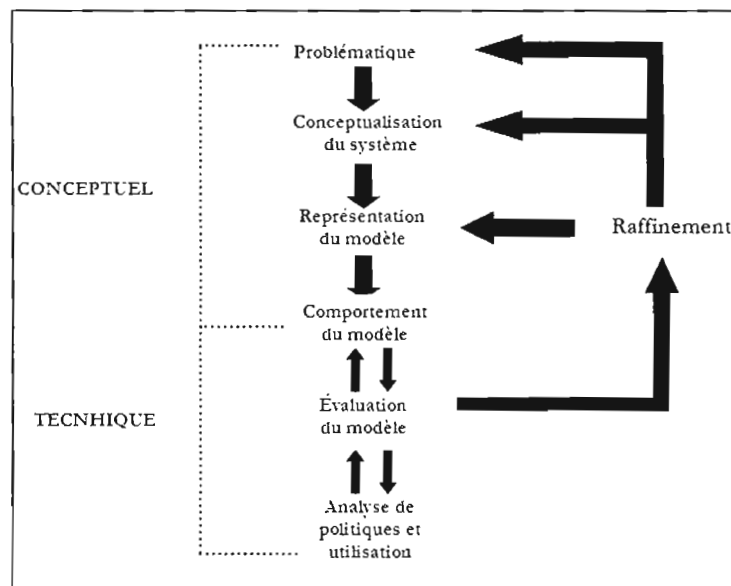 Problématique
Conceptualisation
du système
CONCEPTUEL
Représentation
du modèle
Raffinement
Comportement
du modèle
TECNHIQUE
Évaluation
du modèle
Analyse de
politiques et
utilisation